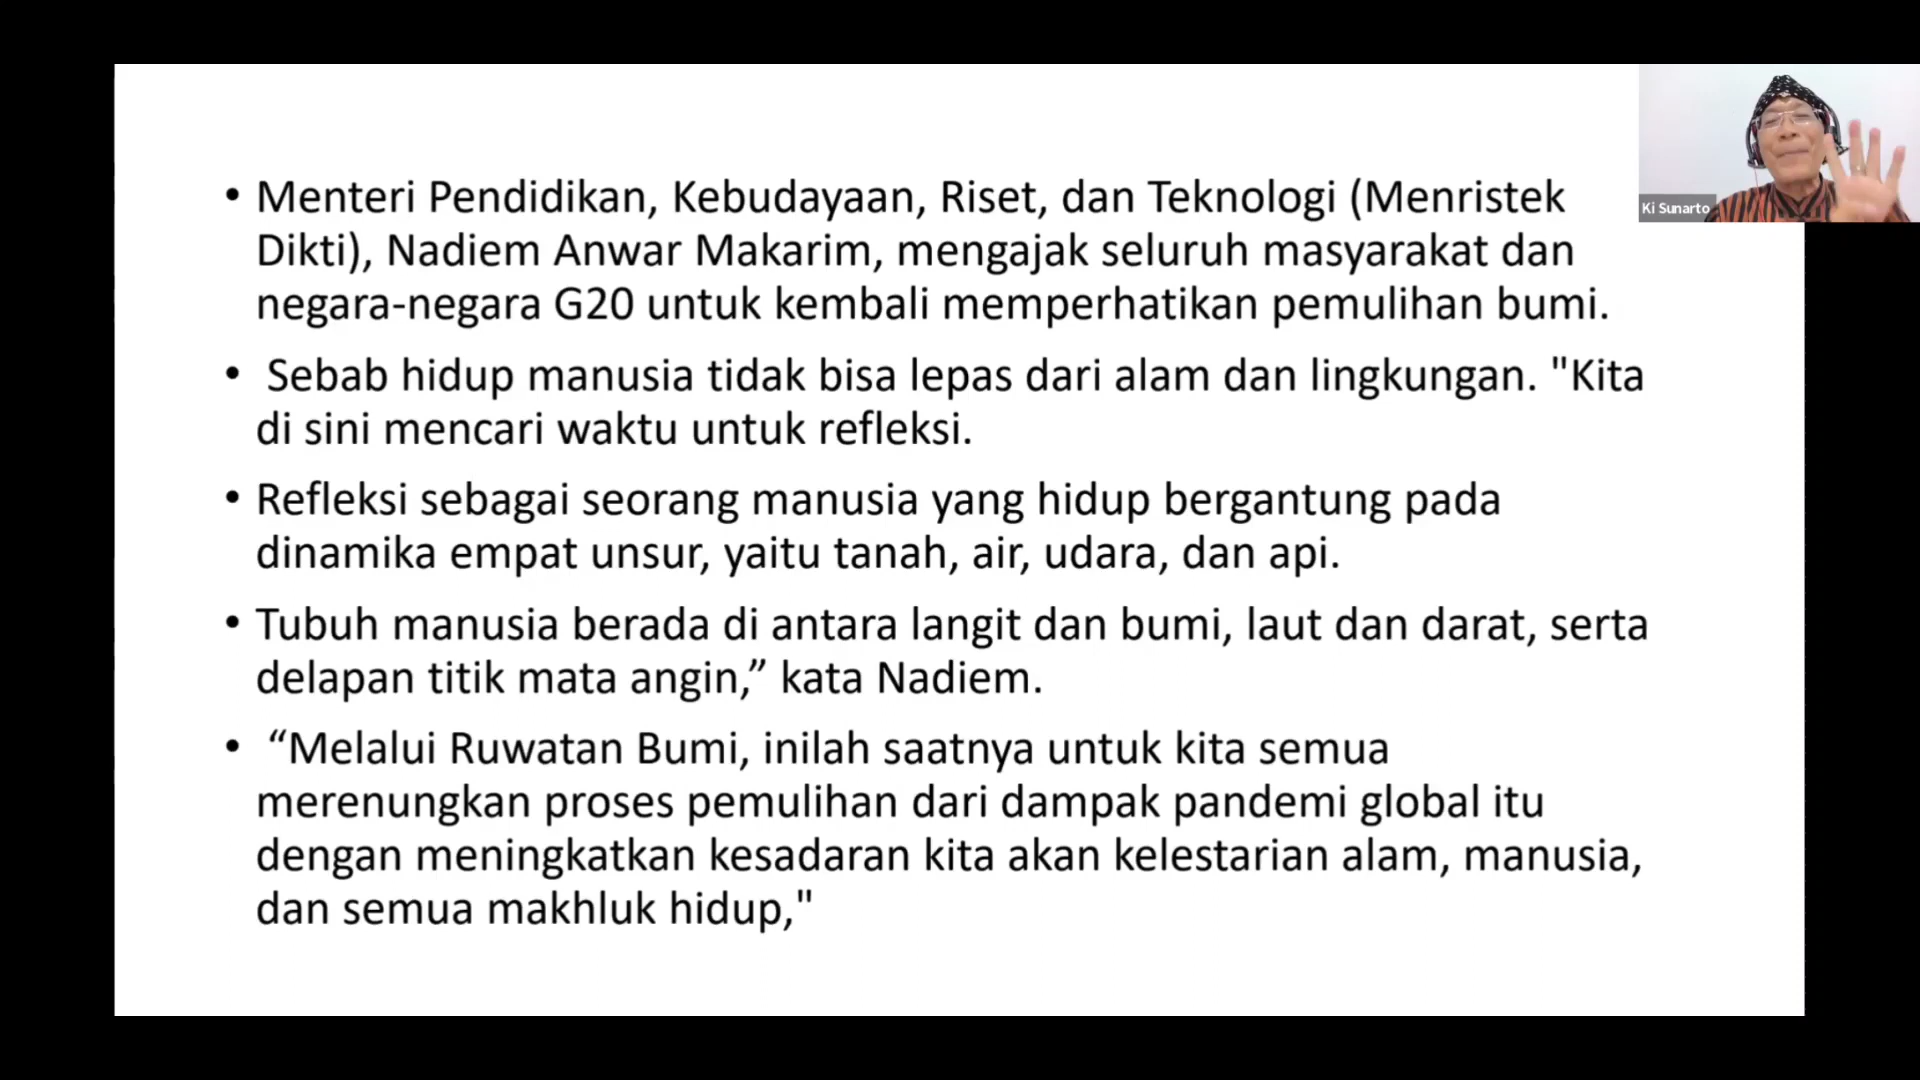 Ki Sunarto
• Menteri Pendidikan, Kebudayaan, Riset, dan Teknologi (Menristek
Dikti), Nadiem Anwar Makarim, mengajak seluruh masyarakat dan
negara-negara G20 untuk kembali memperhatikan pemulihan bumi.
• Sebab hidup manusia tidak bisa lepas dari alam dan lingkungan. "Kita
di sini mencari waktu untuk refleksi.
• Refleksi sebagai seorang manusia yang hidup bergantung pada
dinamika empat unsur, yaitu tanah, air, udara, dan api.
• Tubuh manusia berada di antara langit dan bumi, laut dan darat, serta
delapan titik mata angin,” kata Nadiem.
• “Melalui Ruwatan Bumi, inilah saatnya untuk kita semua
merenungkan proses pemulihan dari dampak pandemi global itu
dengan meningkatkan kesadaran kita akan kelestarian alam, manusia,
dan semua makhluk hidup,"